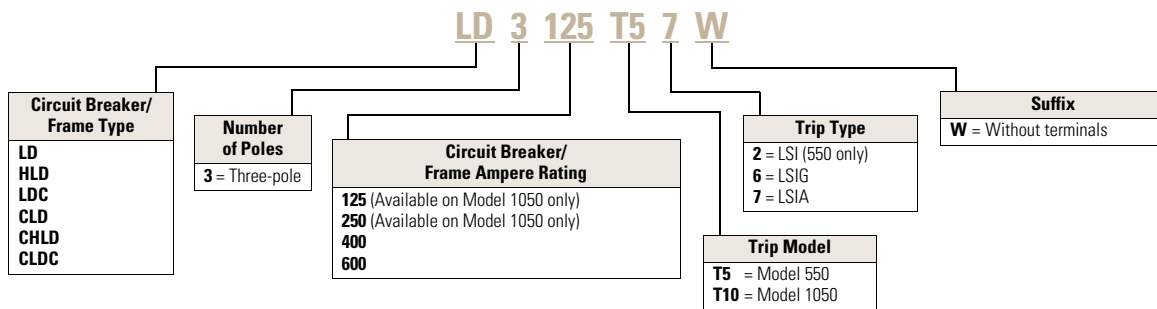 LD 3 125 T5 7 W
Circuit Breaker/
Frame Type
LD
HLD
LDC
CLD
CHLD
CLDC
Number
of Poles
3 = Three-pole
Circuit Breaker/
Frame Ampere Rating
125 (Available on Model 1050 only)
250 (Available on Model 1050 only)
400
600
Trip Model
T5 = Model 550
T10 = Model 1050
Trip Type
2 = LSI (550 only)
6 = LSIG
7 = LSIA
Suffix
W = Without terminals